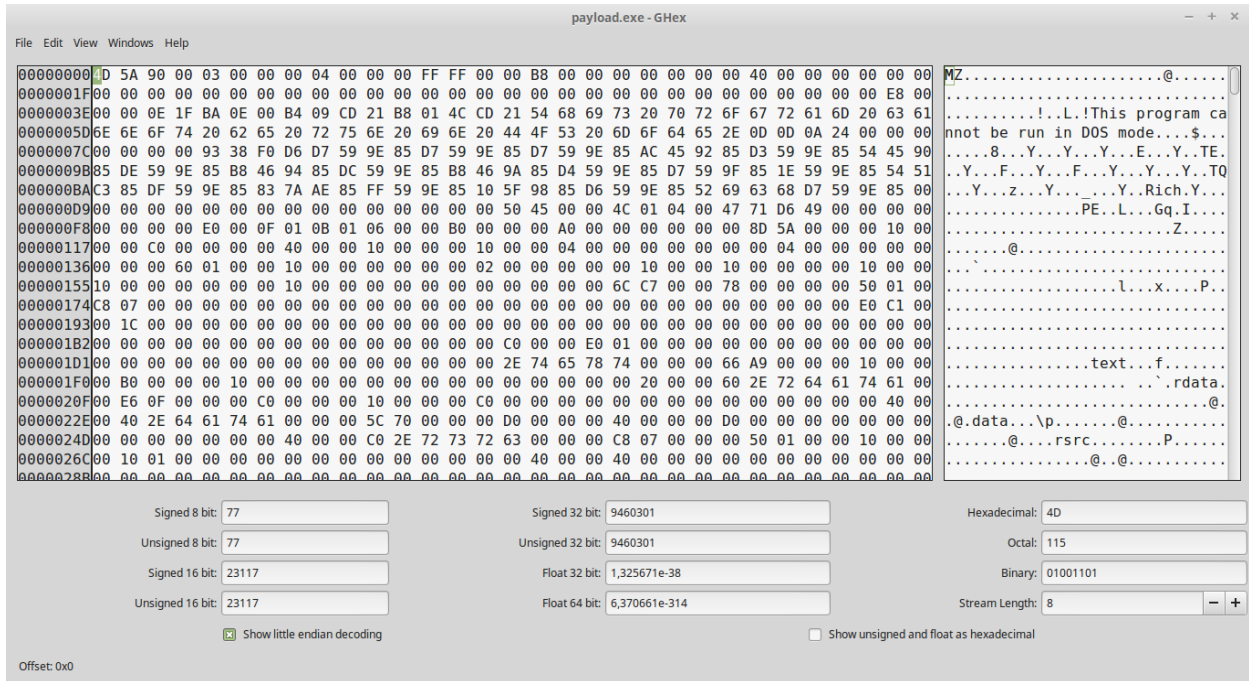 payload.exe - GHex
File Edit View Windows Help
00000000 4D 5A 90 00 03 00 00 00 04 00 00 00 FF FF 00 00 B8 00 00 00 00 00 00 00 40 00 00 00 00 00 00 MZ......................@......
0000001F 00 00 00 00 00 00 00 00 00 00 00 00 00 00 00 00 00 00 00 00 00 00 00 00 00 00 00 00 00 E8 00 ...............................
0000003E 00 00 0E 1F BA 0E 00 B4 09 CD 21 B8 01 4C CD 21 54 68 69 73 20 70 72 6F 67 72 61 6D 20 63 61 ..........!..L.!This program ca
0000005D 6E 6E 6F 74 20 62 65 20 72 75 6E 20 69 6E 20 44 4F 53 20 6D 6F 64 65 2E 0D 0D 0A 24 00 00 00 nnot be run in DOS mode....$...
0000007C 00 00 00 00 93 38 F0 D6 D7 59 9E 85 D7 59 9E 85 D7 59 9E 85 AC 45 92 85 D3 59 9E 85 54 45 90 .....8...Y...Y...Y...E...Y..TE.
0000009B 85 DE 59 9E 85 B8 46 94 85 DC 59 9E 85 B8 46 9A 85 D4 59 9E 85 D7 59 9F 85 1E 59 9E 85 54 51 ..Y...F...Y...F...Y...Y...Y..TQ
000000BA C3 85 DF 59 9E 85 83 7A AE 85 FF 59 9E 85 10 5F 98 85 D6 59 9E 85 52 69 63 68 D7 59 9E 85 00 ...Y...z...Y..._...Y..Rich.Y...
000000D9 00 00 00 00 00 00 00 00 00 00 00 00 00 00 50 45 00 00 4C 01 04 00 47 71 D6 49 00 00 00 00 ...............PE..L...Gq.I....
000000F8 00 00 00 00 E0 00 0F 01 0B 01 06 00 00 B0 00 00 00 A0 00 00 00 00 00 00 8D 5A 00 00 00 10 00 .........................Z.....
00000117 00 00 C0 00 00 00 00 40 00 00 10 00 00 00 10 00 00 04 00 00 00 00 00 00 00 04 00 00 00 00 00 .......@.......................
00000136 00 00 00 60 01 00 00 10 00 00 00 00 00 00 02 00 00 00 00 00 10 00 00 10 00 00 00 00 10 00 00 ...`...........................
00000155 10 00 00 00 00 00 00 10 00 00 00 00 00 00 00 00 00 00 00 6C C7 00 00 78 00 00 00 00 50 01 00 ...................l...x....P..
00000174 C8 07 00 00 00 00 00 00 00 00 00 00 00 00 00 00 00 00 00 00 00 00 00 00 00 00 00 00 E0 C1 00 ...............................
00000193 00 1C 00 00 00 00 00 00 00 00 00 00 00 00 00 00 00 00 00 00 00 00 00 00 00 00 00 00 00 00 00 ...............................
000001B2 00 00 00 00 00 00 00 00 00 00 00 00 00 00 00 C0 00 00 E0 01 00 00 00 00 00 00 00 00 00 00 00 ...............................
000001D1 00 00 00 00 00 00 00 00 00 00 00 00 00 00 00 2E 74 65 78 74 00 00 00 66 A9 00 00 00 10 00 00 ................text...f.......
000001F0 00 B0 00 00 00 10 00 00 00 00 00 00 00 00 00 00 00 00 00 00 20 00 00 60 2E 72 64 61 74 61 00 .................... ..`.rdata.
0000020F 00 E6 0F 00 00 00 C0 00 00 00 10 00 00 00 C0 00 00 00 00 00 00 00 00 00 00 00 00 00 00 40 00 .............................@.
0000022E 00 40 2E 64 61 74 61 00 00 00 5C 70 00 00 00 D0 00 00 00 40 00 00 00 D0 00 00 00 00 00 00 00 .@.data...\p.......@...........
0000024D 00 00 00 00 00 00 00 40 00 00 C0 2E 72 73 72 63 00 00 00 C8 07 00 00 00 50 01 00 00 10 00 00 .......@....rsrc........P......
0000026C 00 10 01 00 00 00 00 00 00 00 00 00 00 00 00 00 40 00 00 40 00 00 00 00 00 00 00 00 00 00 00 ................@..@...........
Signed 8 bit: 77 Signed 32 bit: 9460301 Hexadecimal: 4D
Unsigned 8 bit: 77 Unsigned 32 bit: 9460301 Octal: 115
Signed 16 bit: 23117 Float 32 bit: 1,325671e-38 Binary: 01001101
Unsigned 16 bit: 23117 Float 64 bit: 6,370661e-314 Stream Length: 8
Show little endian decoding Show unsigned and float as hexadecimal
Offset: 0x0